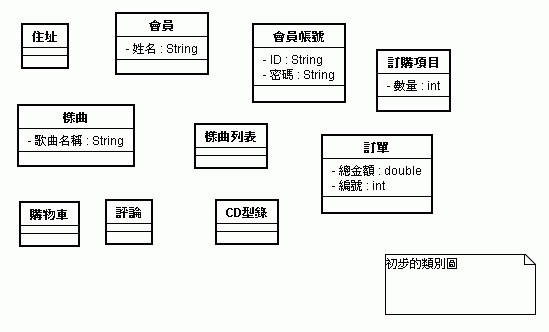 住址
會員
- 姓名 : String
會員帳號
- ID : String
- 密碼 : String
訂購項目
- 數量 : int
樣曲
- 歌曲名稱 : String
樣曲列表
訂單
- 總金額 : double
- 編號 : int
購物車
評論
CD型錄
初步的類別圖